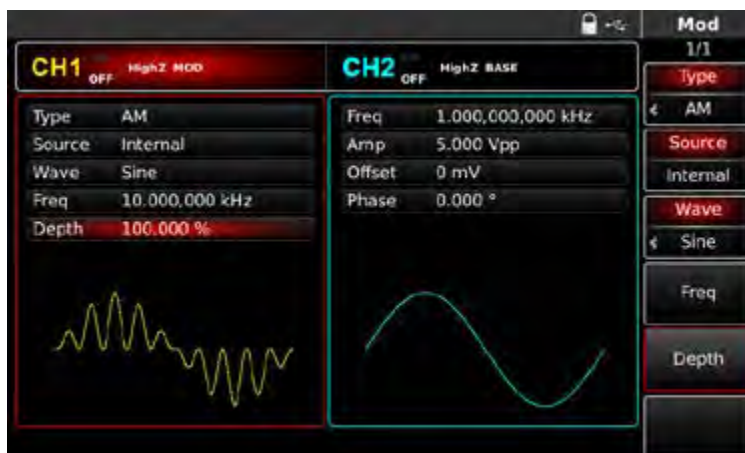 Mod
1/1
CH1 OFF HighZ MOD
CH2 OFF HighZ BASE
Type
AM
Type AM
Source Internal
Wave Sine
Freq 10.000,000 kHz
Depth 100.000 %
Freq 1.000,000,000 kHz
Amp 5.000 Vpp
Offset 0 mV
Phase 0.000 °
Source
Internal
Wave
Sine
Freq
Depth